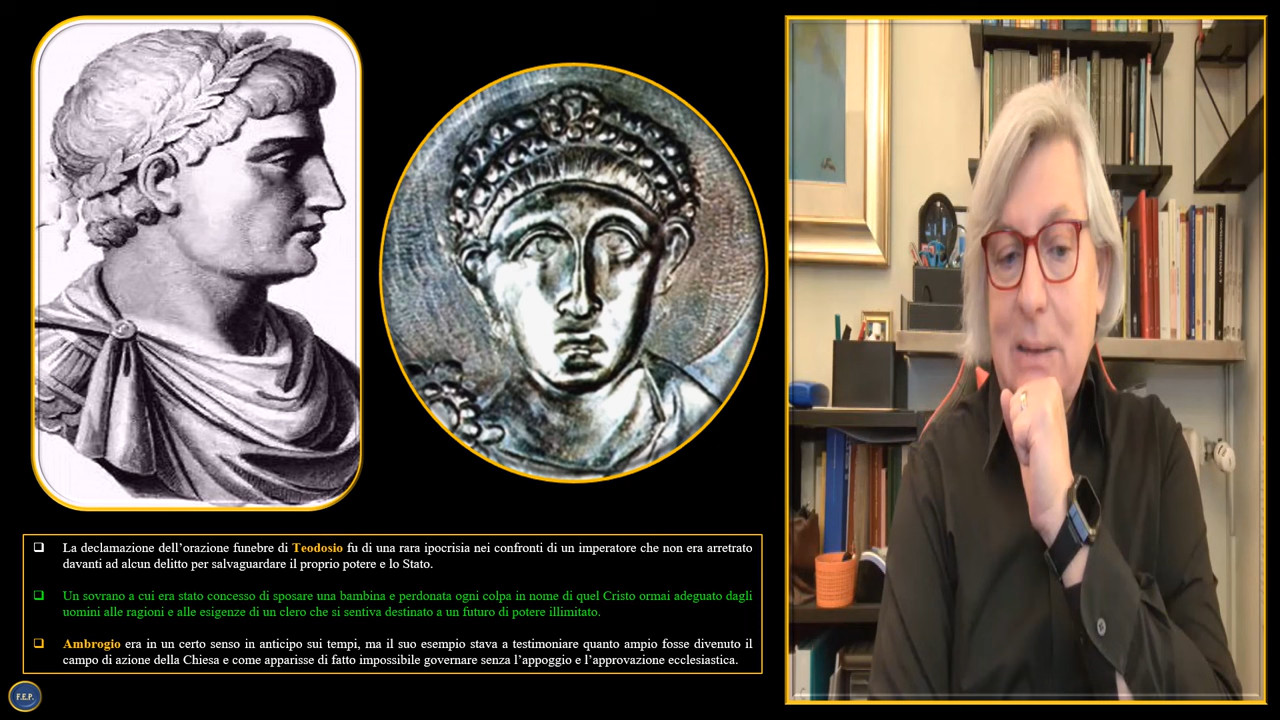 La declamazione dell'orazione funebre di Teodosio fu di una rara ipocrisia nei confronti di un imperatore che non era arretrato
davanti ad alcun delitto per salvaguardare il proprio potere e lo Stato.
Un sovrano a cui era stato concesso di sposare una bambina e perdonata ogni colpa in nome di quel Cristo ormai adeguato dagli
uomini alle ragioni e alle esigenze di un clero che si sentiva destinato a un futuro di potere illimitato.
Ambrogio era in un certo senso in anticipo sui tempi, ma il suo esempio stava a testimoniare quanto ampio fosse divenuto il
campo di azione della Chiesa e come apparisse di fatto impossibile governare senza l'appoggio e l'approvazione ecclesiastica.
F.E.P.